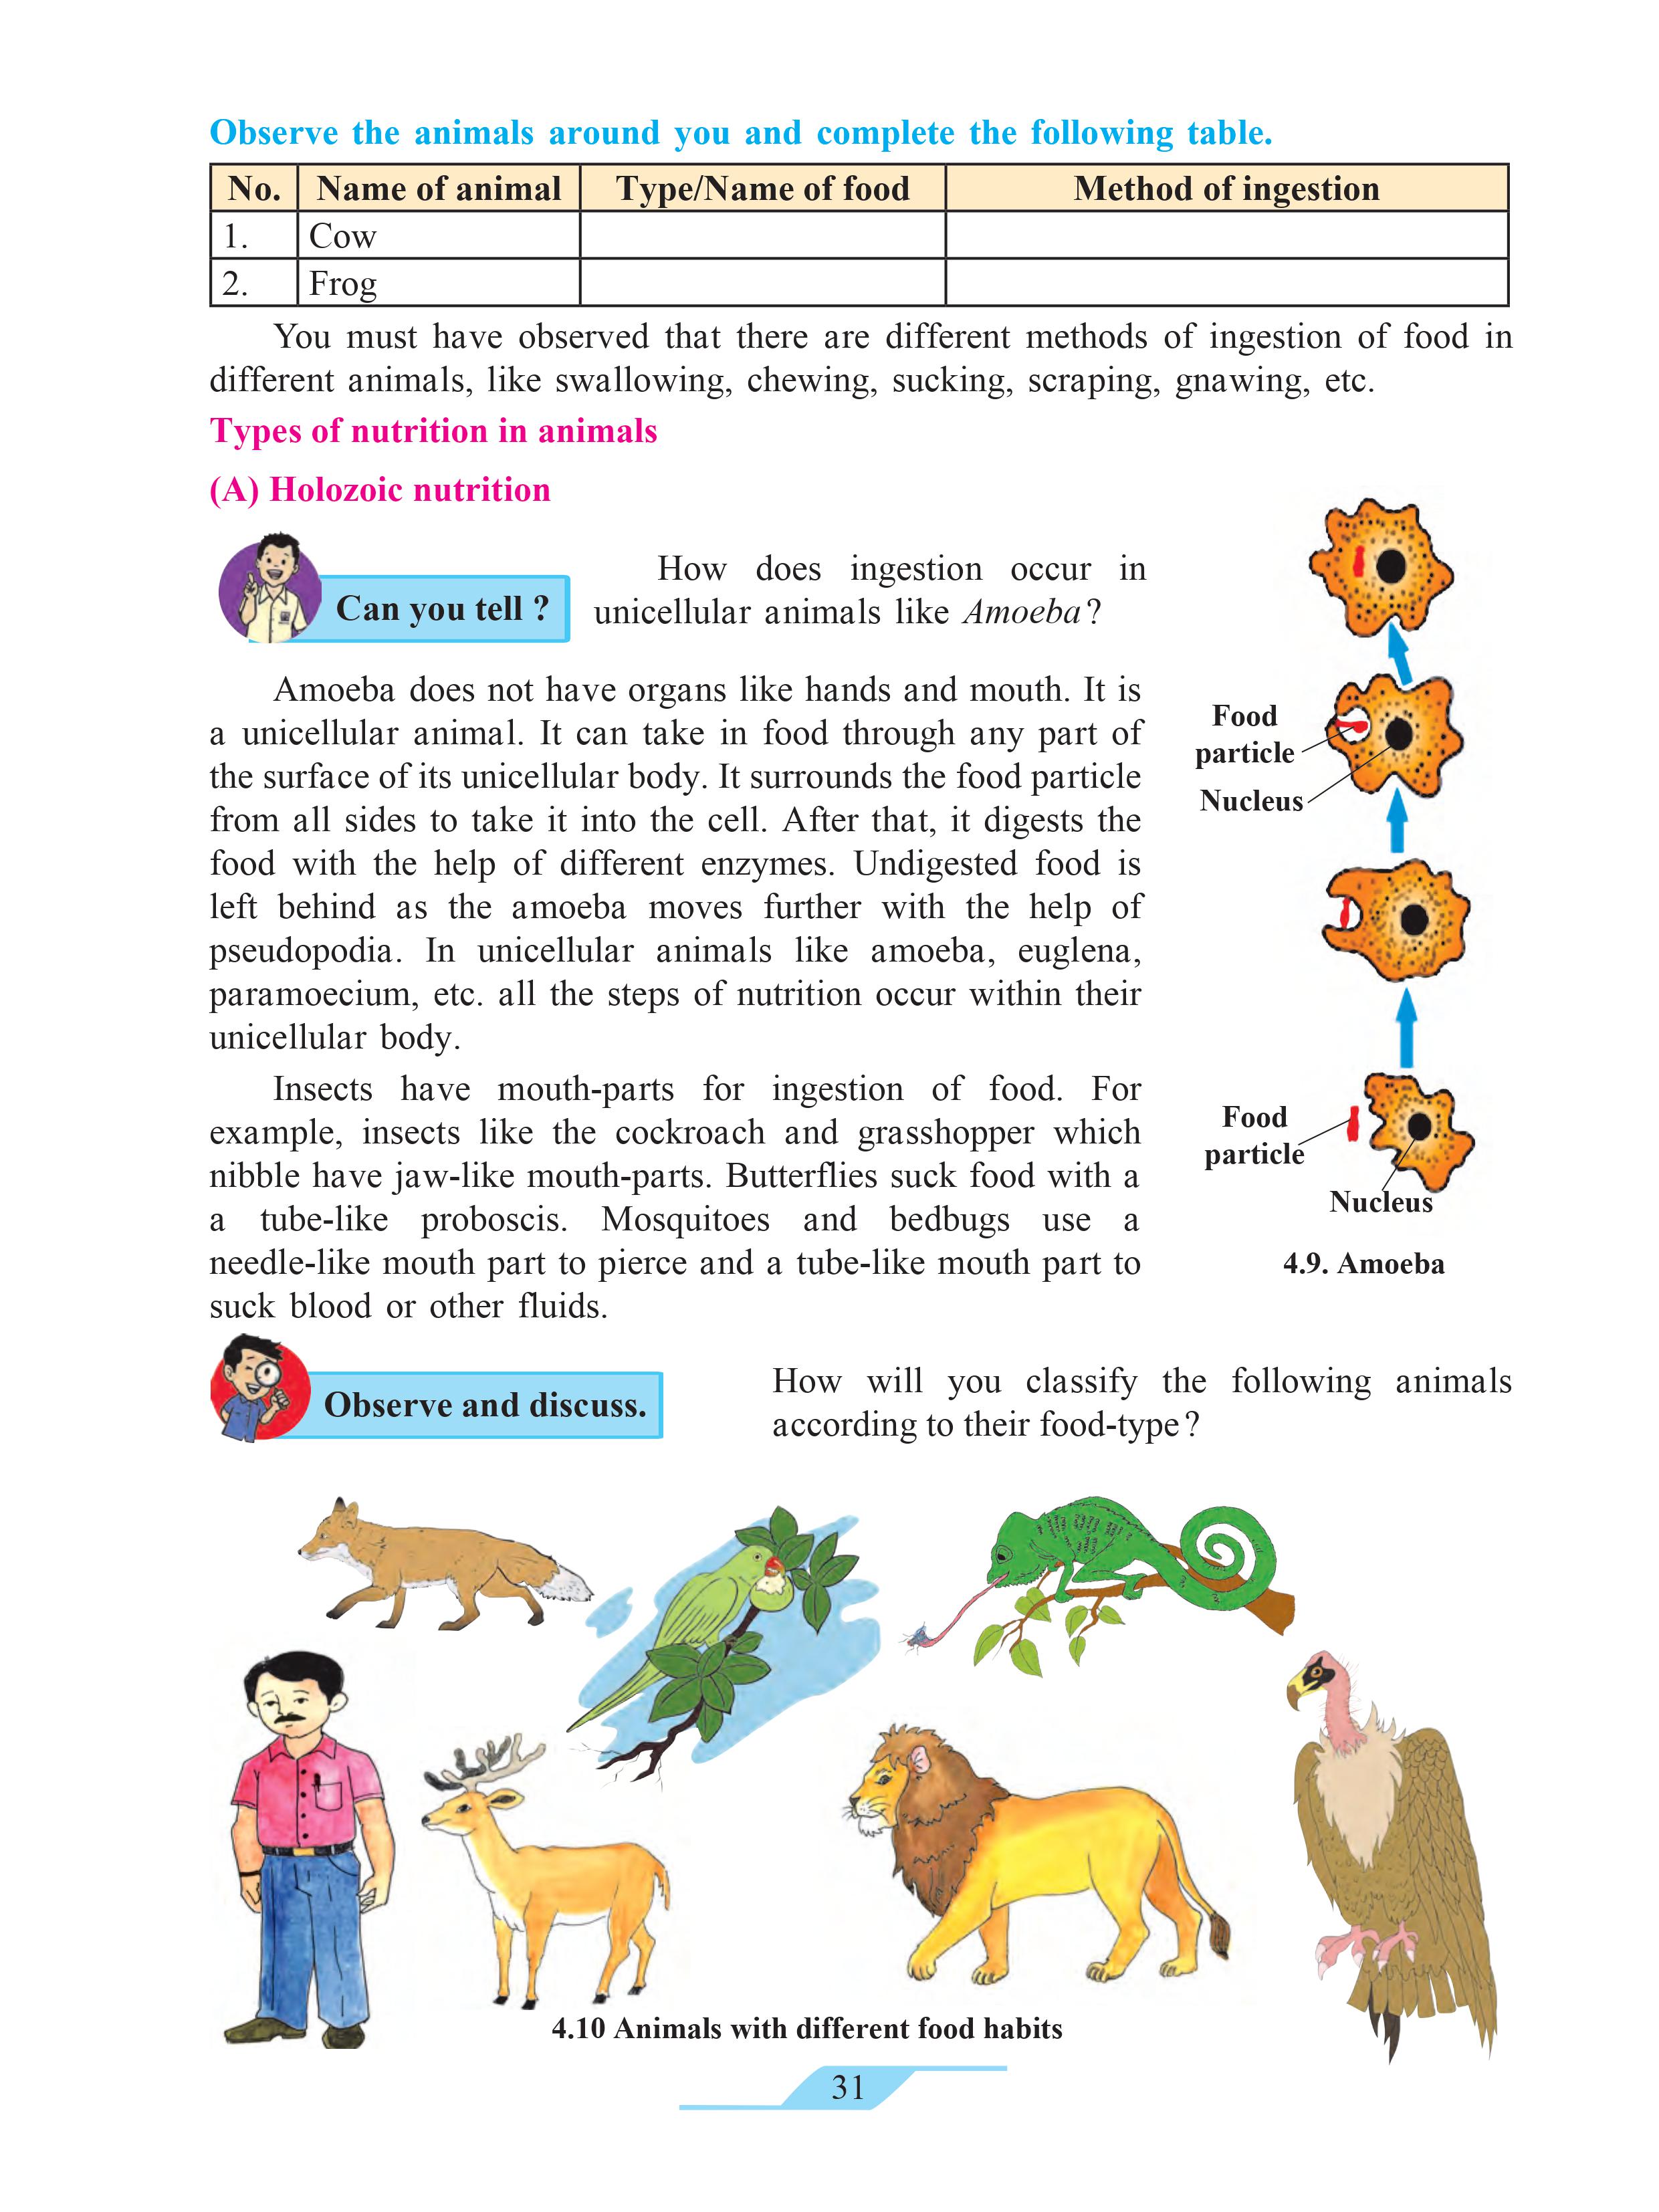 Observe the animals around you and complete the following table.
No. Name of animal Type/Name of food Method of ingestion
1. Cow
2. Frog
You must have observed that there are different methods of ingestion of food in
different animals, like swallowing, chewing, sucking, scraping, gnawing, etc.
Types of nutrition in animals
(A) Holozoic nutrition
Can you tell ?
How does ingestion occur in
unicellular animals like Amoeba?
Amoeba does not have organs like hands and mouth. It is
a unicellular animal. It can take in food through any part of
the surface of its unicellular body. It surrounds the food particle
from all sides to take it into the cell. After that, it digests the
food with the help of different enzymes. Undigested food is
left behind as the amoeba moves further with the help of
pseudopodia. In unicellular animals like amoeba, euglena,
paramoecium, etc. all the steps of nutrition occur within their
unicellular body.
Insects have mouth-parts for ingestion of food. For
example, insects like the cockroach and grasshopper which
nibble have jaw-like mouth-parts. Butterflies suck food with a
a tube-like proboscis. Mosquitoes and bedbugs use a
needle-like mouth part to pierce and a tube-like mouth part to
suck blood or other fluids.
Food
particle
Nucleus
Food
particle
Nucleus
4.9. Amoeba
Observe and discuss.
How will you classify the following animals
according to their food-type?
4.10 Animals with different food habits
31